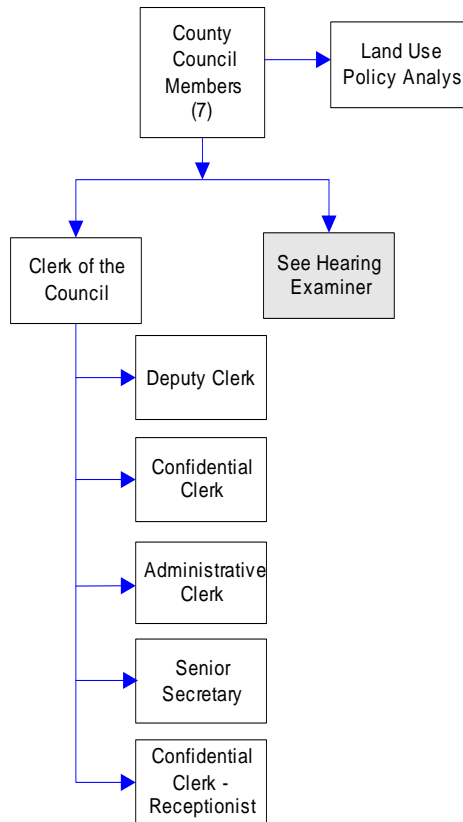 County
Council
Members
(7)
Land Use
Policy Analys
Clerk of the
Council
See Hearing
Examiner
Deputy Clerk
Confidential
Clerk
Administrative
Clerk
Senior
Secretary
Confidential
Clerk -
Receptionist